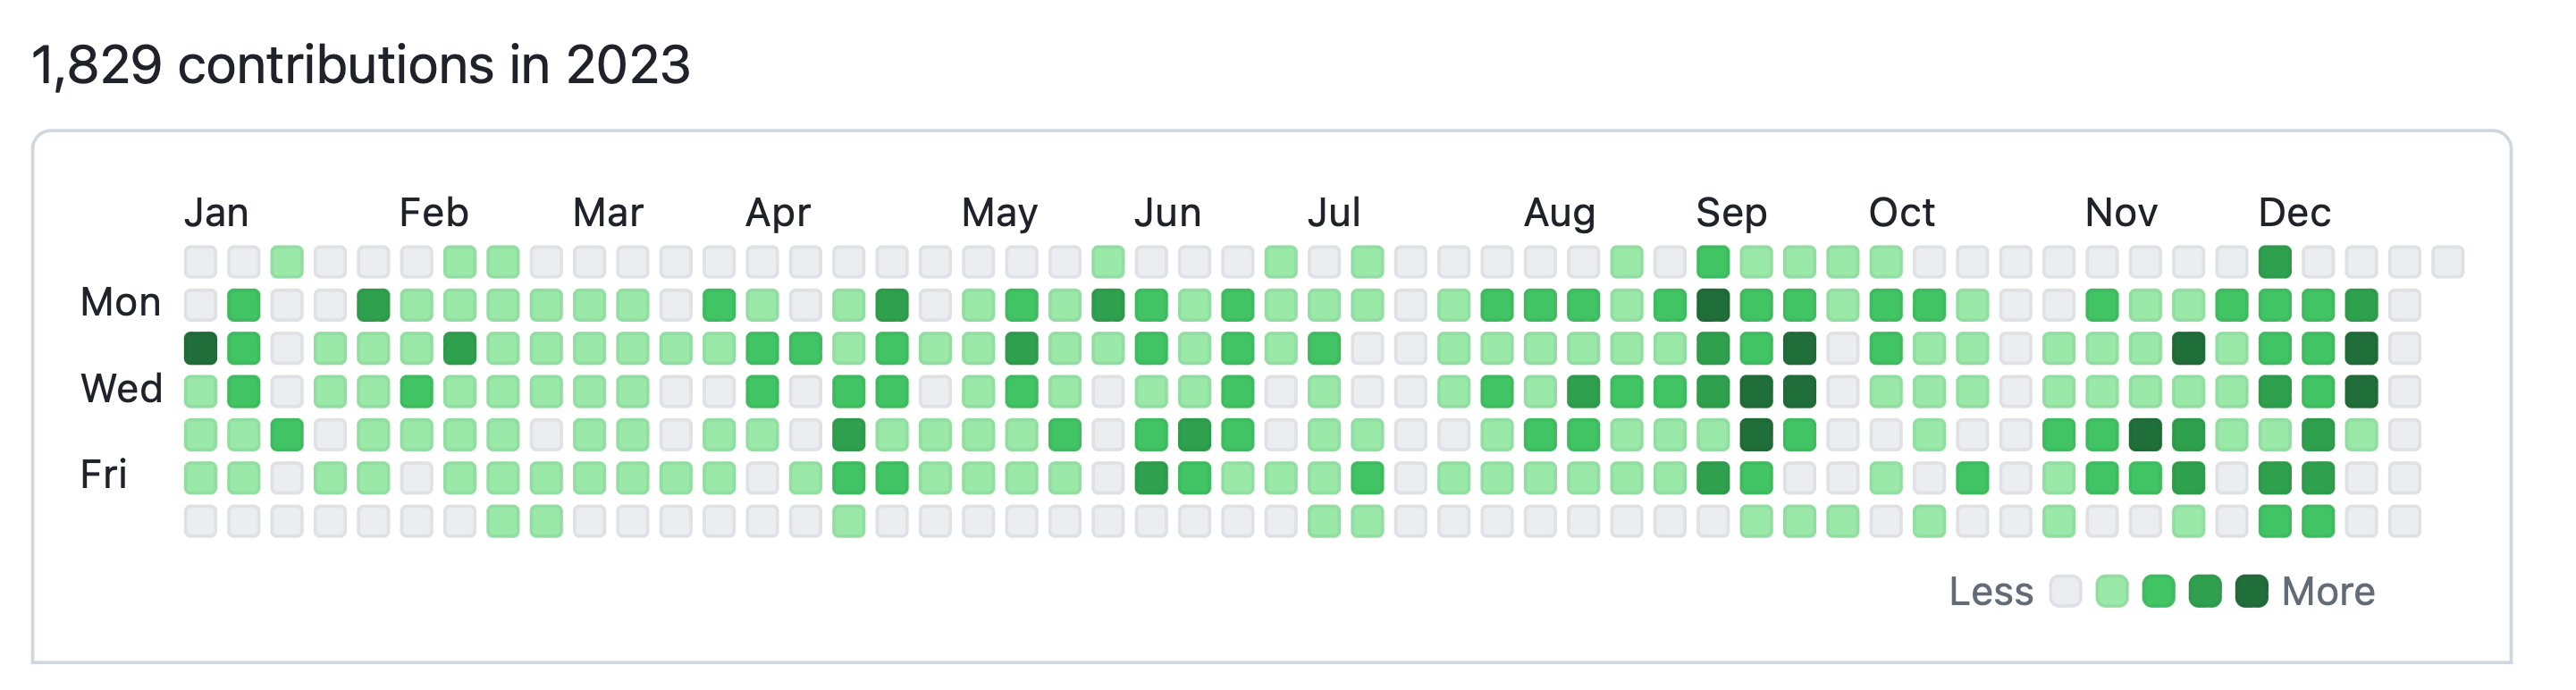 1,829 contributions in 2023
Jan Feb Mar Apr May Jun Jul Aug Sep Oct Nov Dec
Mon
Wed
Fri
Less More